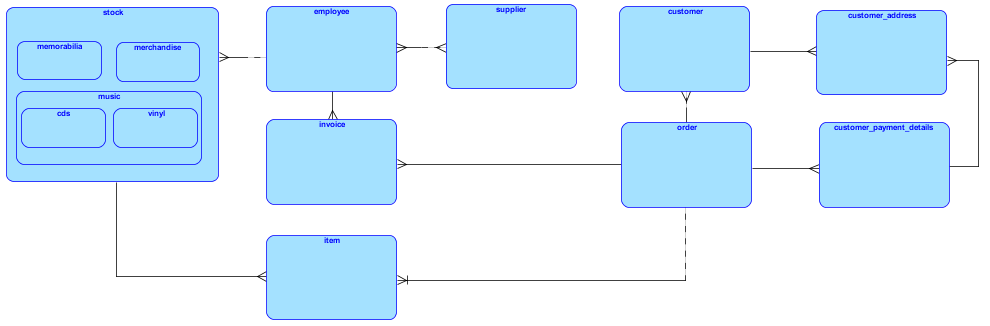 stock
memorabilia
merchandise
music
cds
vinyl
employee
supplier
customer
customer_address
invoice
order
customer_payment_details
item